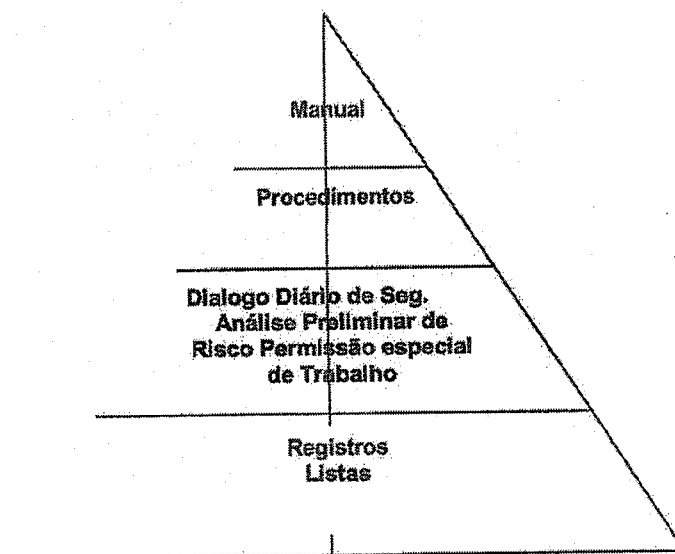 Manual
Procedimentos
Dialogo Diário de Seg.
Análise Preliminar de
Risco Permissão especial
de Trabalho
Registros
Listas